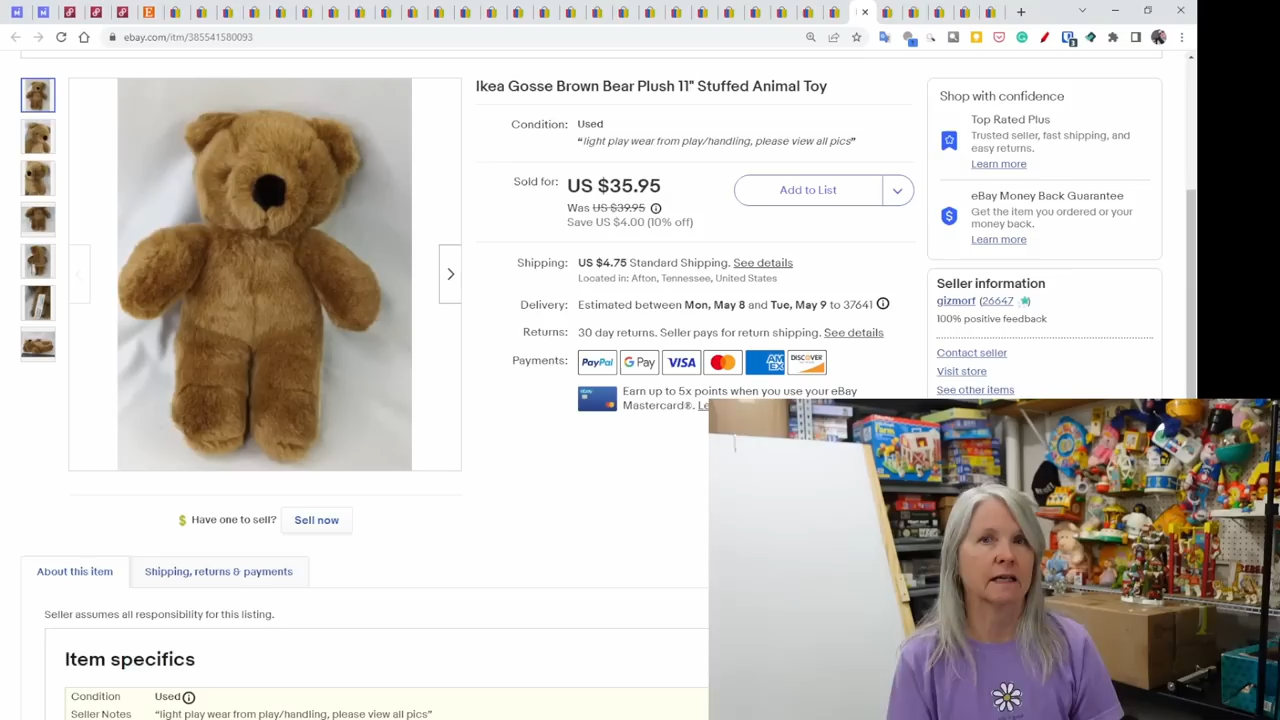 ebay.com/itm/385541580093
Ikea Gosse Brown Bear Plush 11" Stuffed Animal Toy
Condition: Used
“light play wear from play/handling, please view all pics”
Sold for: US $35.95
Add to List
Was US $39.95
Save US $4.00 (10% off)
Shipping: US $4.75 Standard Shipping. See details
Located in: Afton, Tennessee, United States
Delivery: Estimated between Mon, May 8 and Tue, May 9 to 37641
Returns: 30 day returns. Seller pays for return shipping. See details
Payments: PayPal G Pay VISA AM EX DISCOVER
ebay
Earn up to 5x points when you use your eBay
Mastercard®.
Shop with confidence
Top Rated Plus
Trusted seller, fast shipping, and
easy returns.
Learn more
eBay Money Back Guarantee
Get the item you ordered or your
money back.
Learn more
Seller information
gizmorf (26647
100% positive feedback
Contact seller
Visit store
See other items
Have one to sell? Sell now
About this item
Shipping, returns & payments
Seller assumes all responsibility for this listing.
Item specifics
Condition Used
Seller Notes “light play wear from play/handling, please view all pics”
Farm